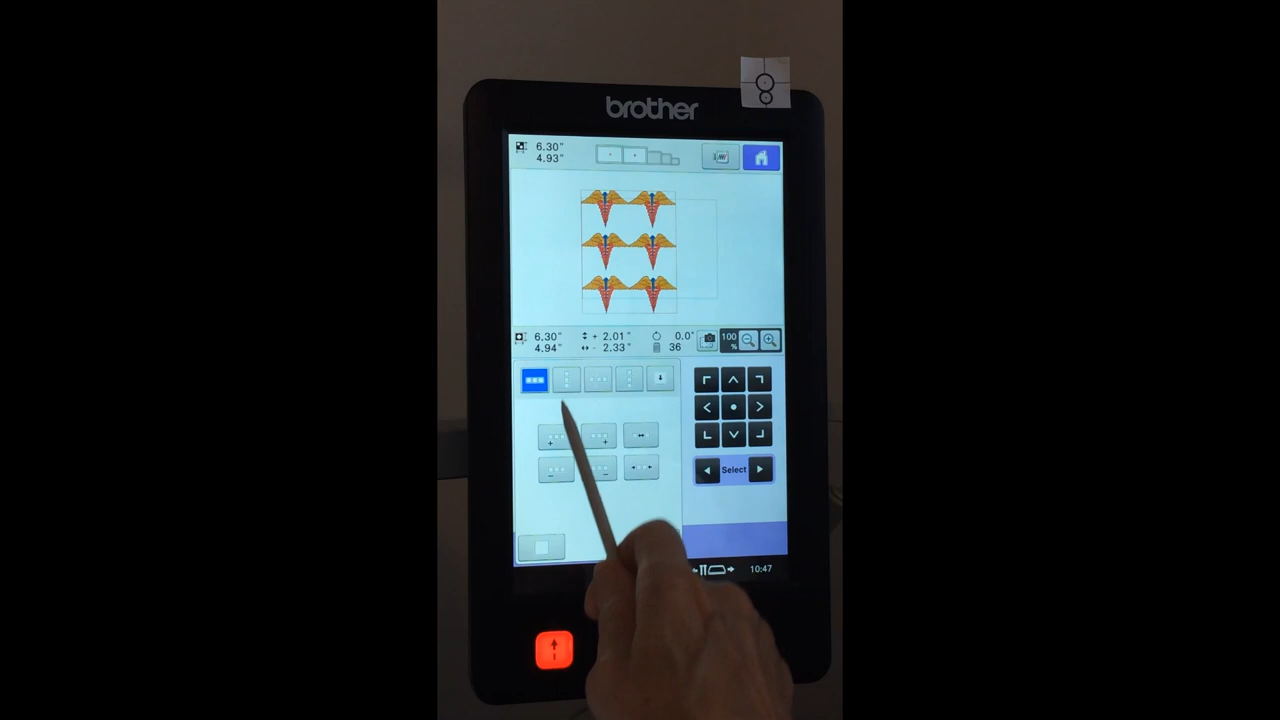 brother
6.30"
4.93"
6.30" + 2.01" 0.0°
4.94" - 2.33" 36
100
%
Select
10:47